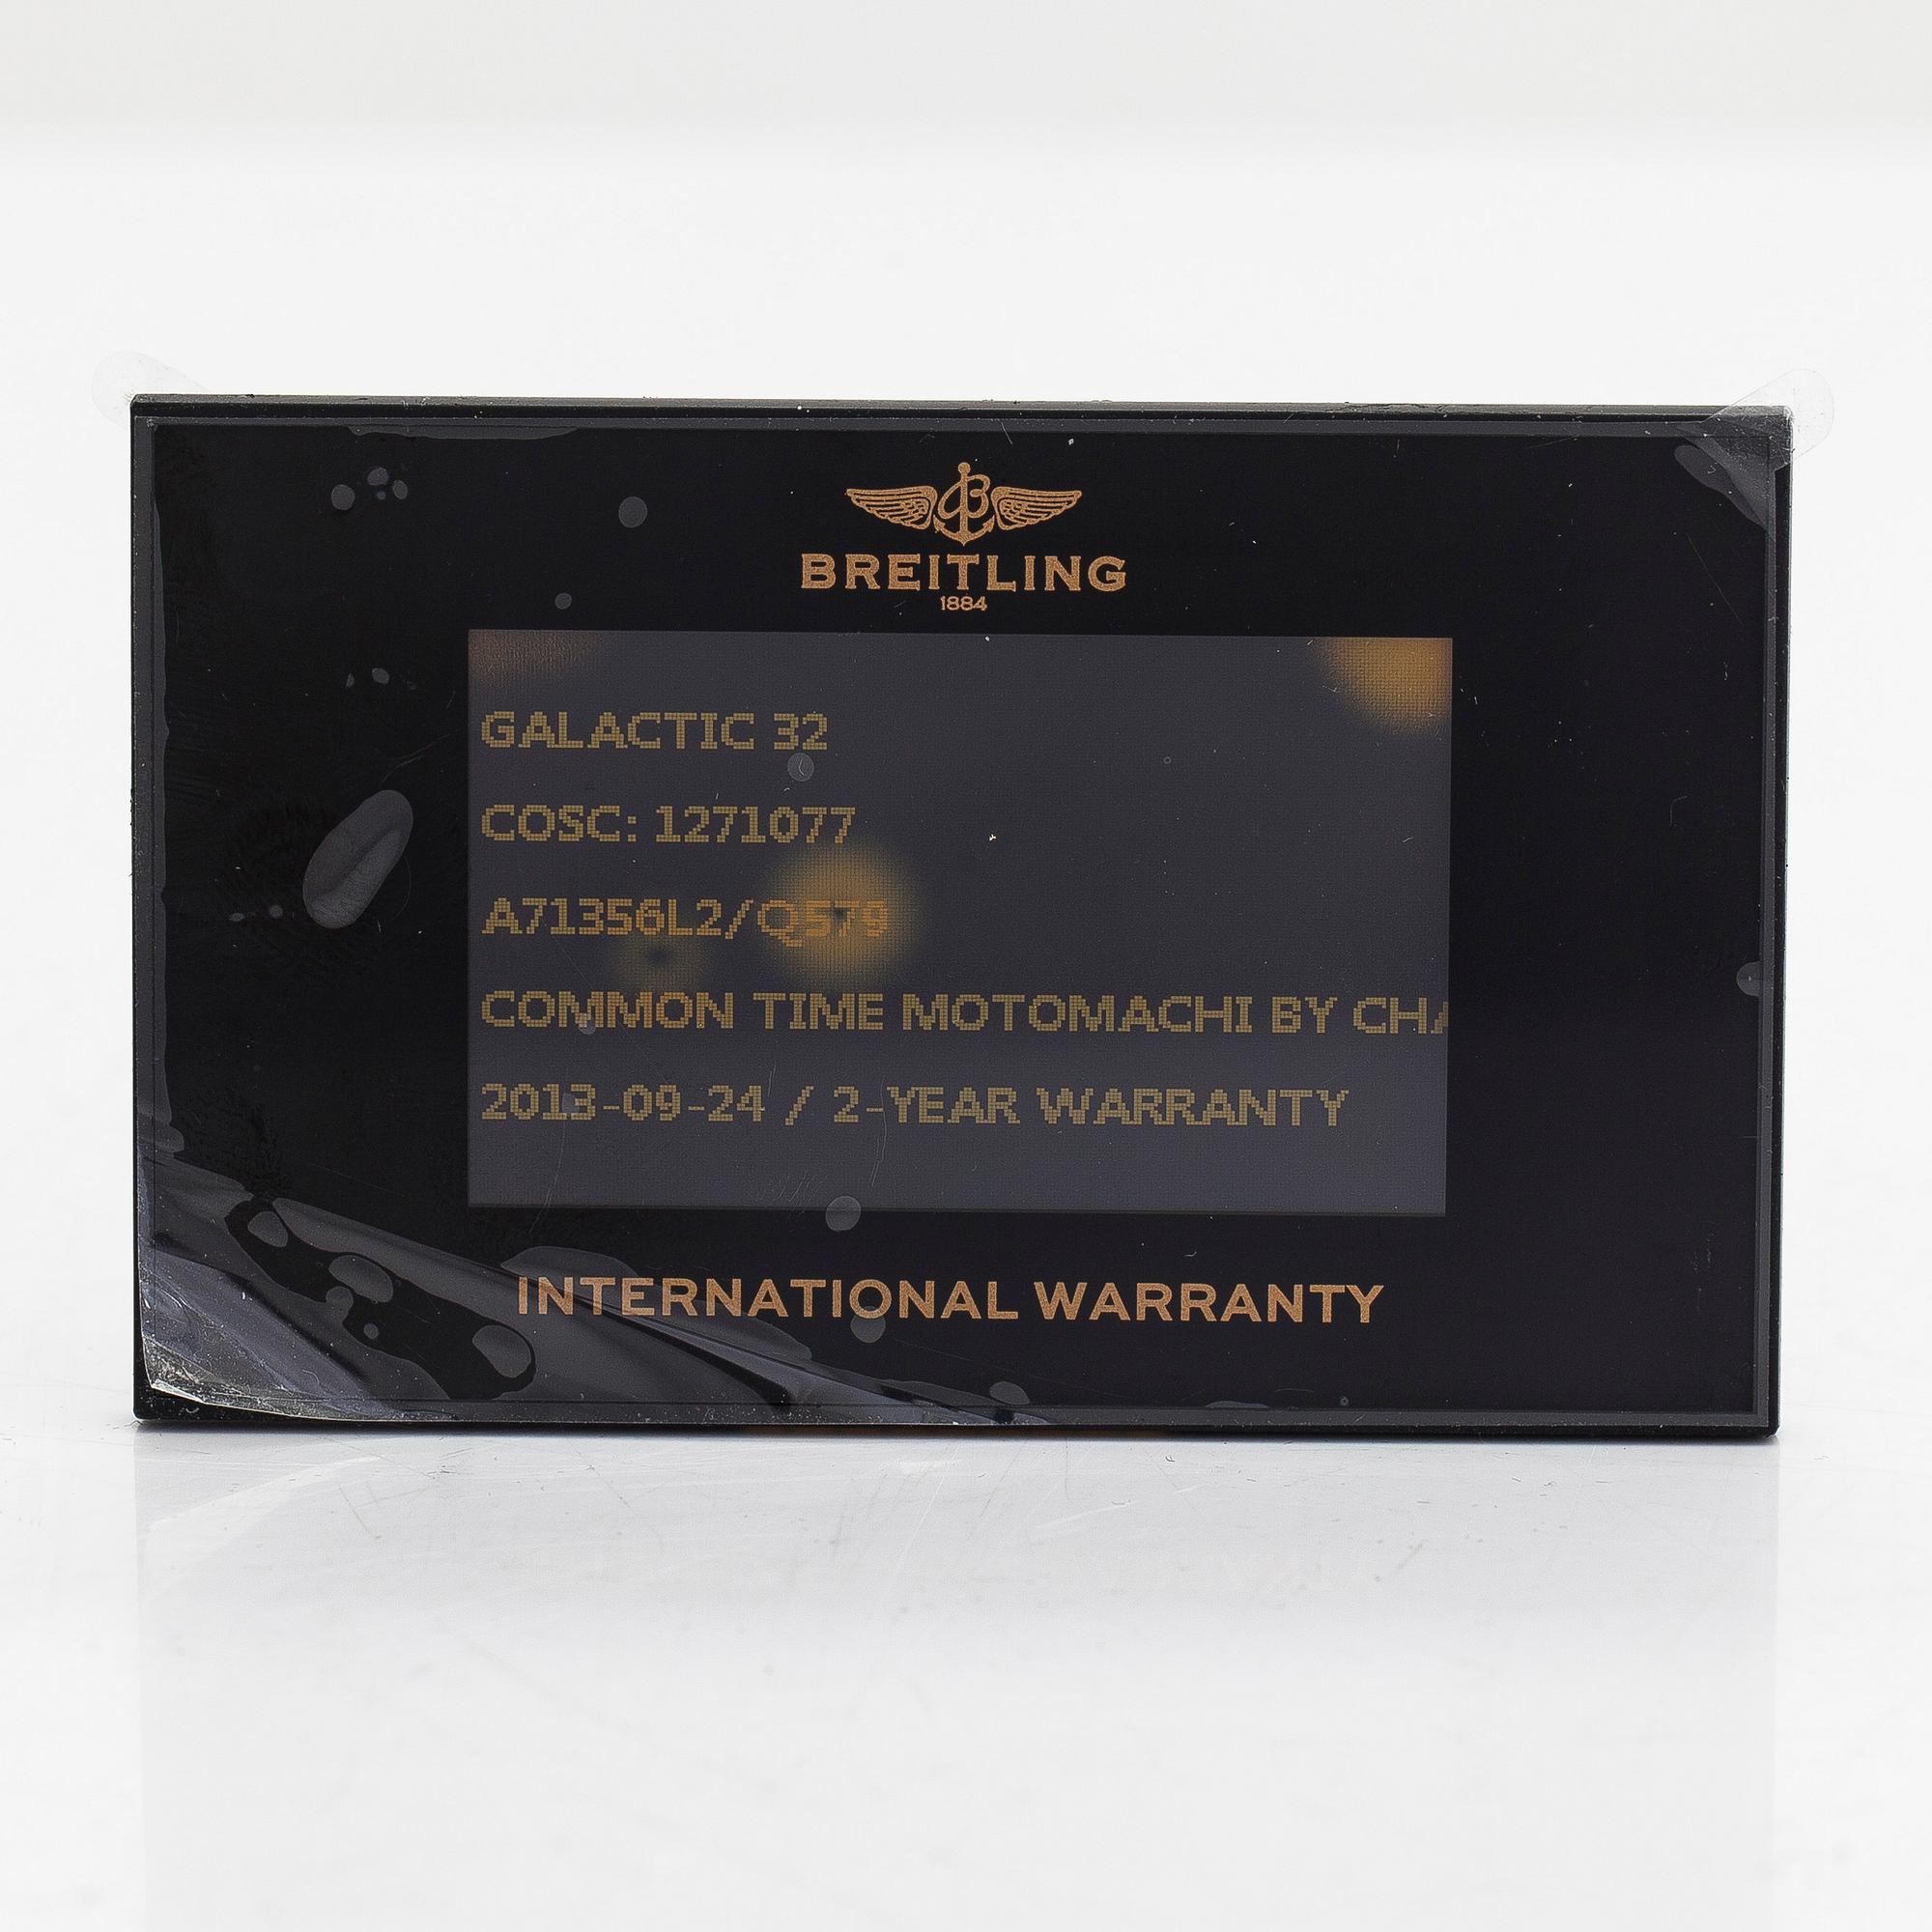 BREITLING
1884
GALACTIC 32
COSC: 1271077
A71356L2/Q579
COMMON TIME MOTOMACHI BY CHA
2013-09-24 / 2-YEAR WARRANTY
INTERNATIONAL WARRANTY